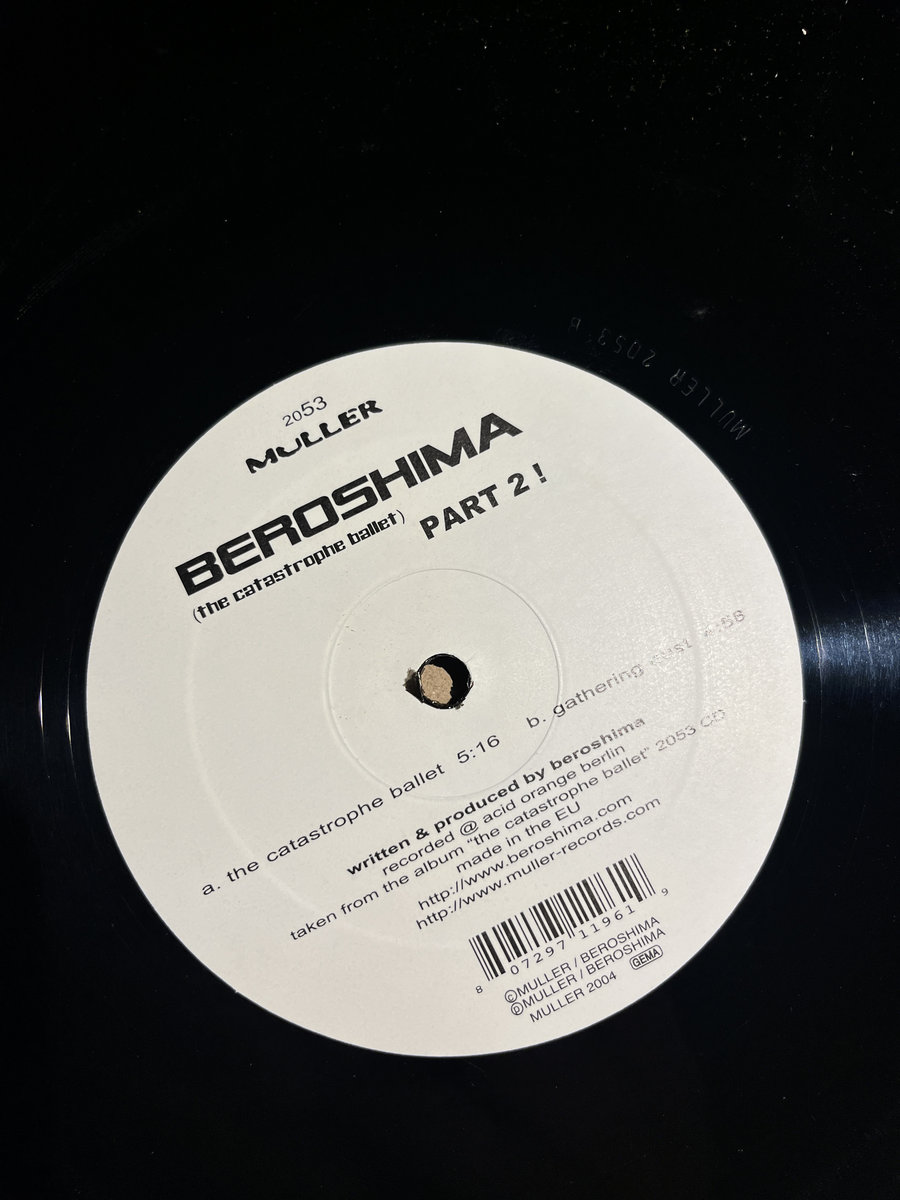 2053
MULLER
BEROSHIMA
(the catastrophe ballet)
PART 2 !
a. the catastrophe ballet 5:16 b. gathering dust 4:58
written & produced by beroshima
recorded @ acid orange berlin
taken from the album "the catastrophe ballet" 2053 CD
made in the EU
http://www.beroshima.com
http://www.muller-records.com
8 07297 11961 9
©MULLER / BEROSHIMA
℗MULLER / BEROSHIMA
MULLER 2004 GEMA
MULLER 2053 B